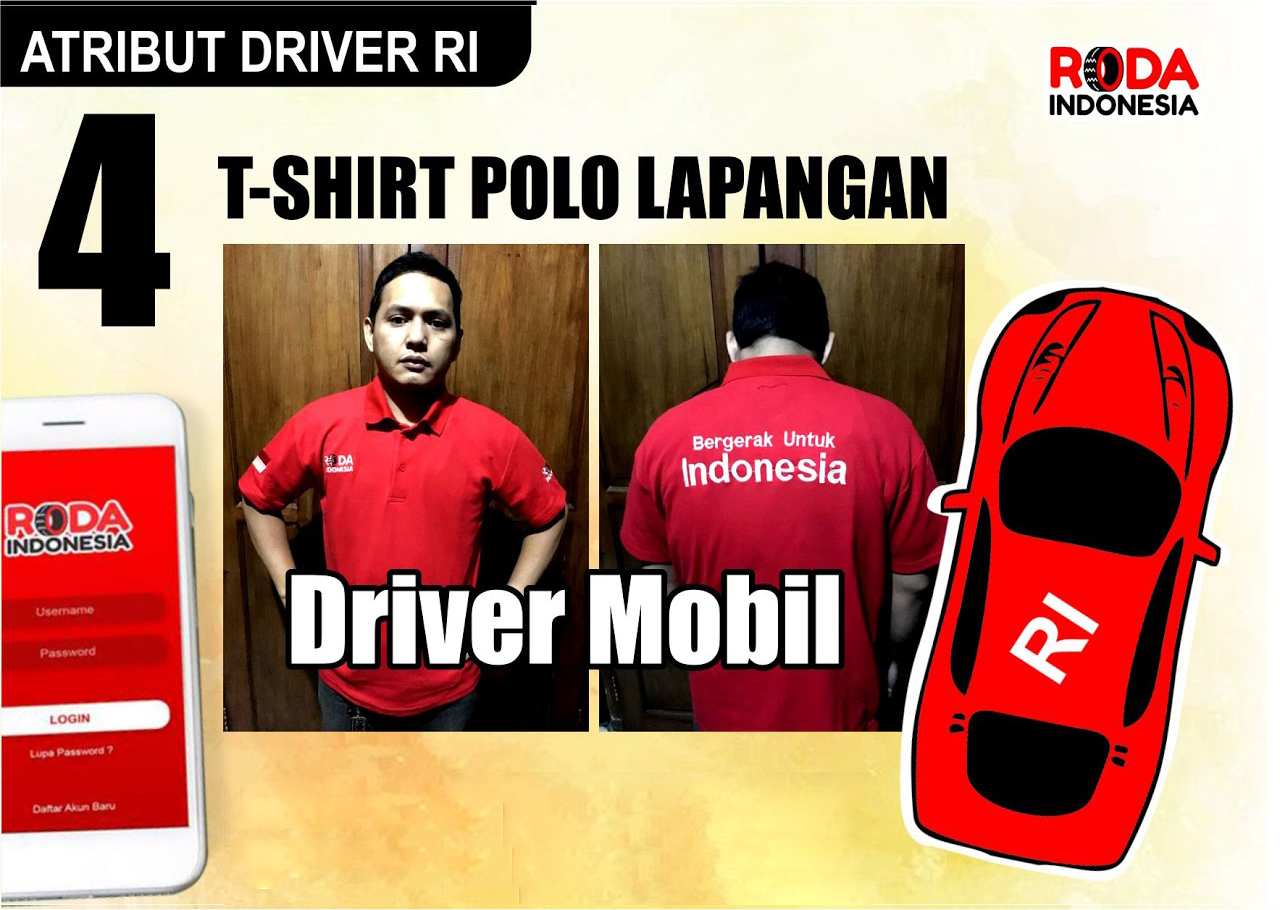 ATRIBUT DRIVER RI
RODA
INDONESIA
4
T-SHIRT POLO LAPANGAN
RODA
INDONESIA
Bergerak Untuk
Indonesia
Driver Mobil
RODA
INDONESIA
Username
Password
LOGIN
Lupa Password ?
Daftar Akun Baru
RI